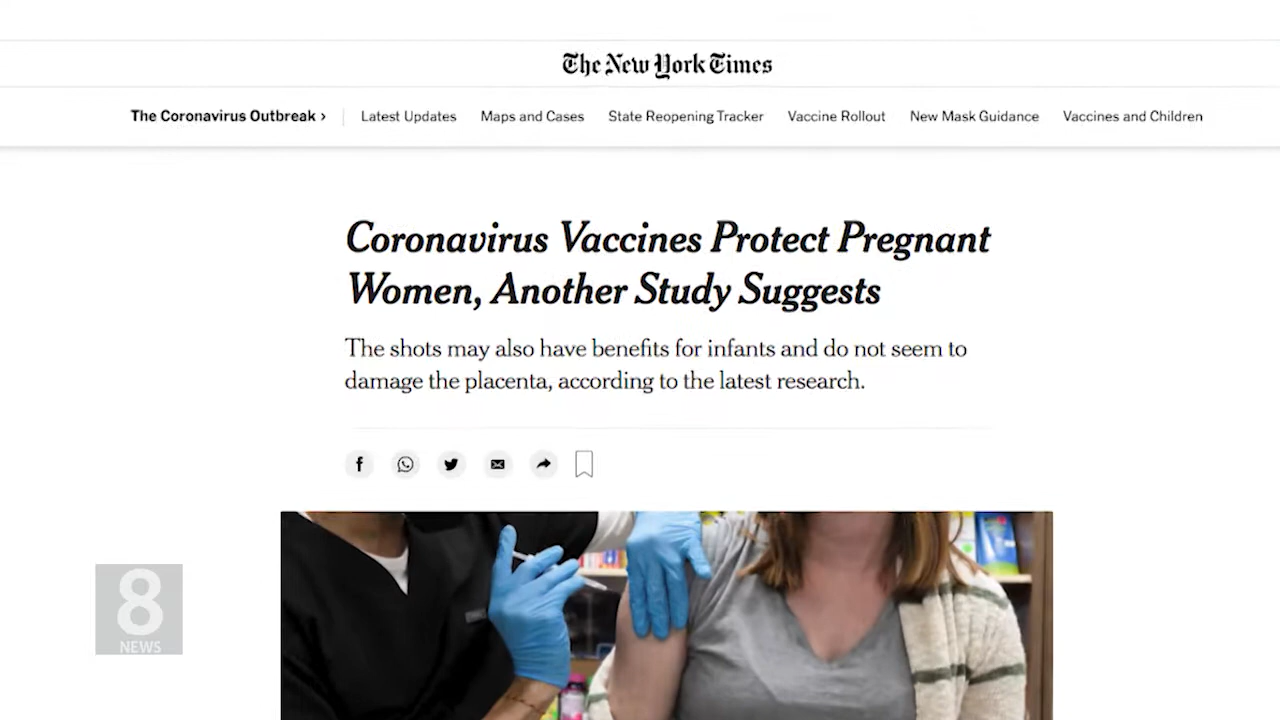 The New York Times
The Coronavirus Outbreak › Latest Updates Maps and Cases State Reopening Tracker Vaccine Rollout New Mask Guidance Vaccines and Children
Coronavirus Vaccines Protect Pregnant
Women, Another Study Suggests
The shots may also have benefits for infants and do not seem to
damage the placenta, according to the latest research.
8
NEWS